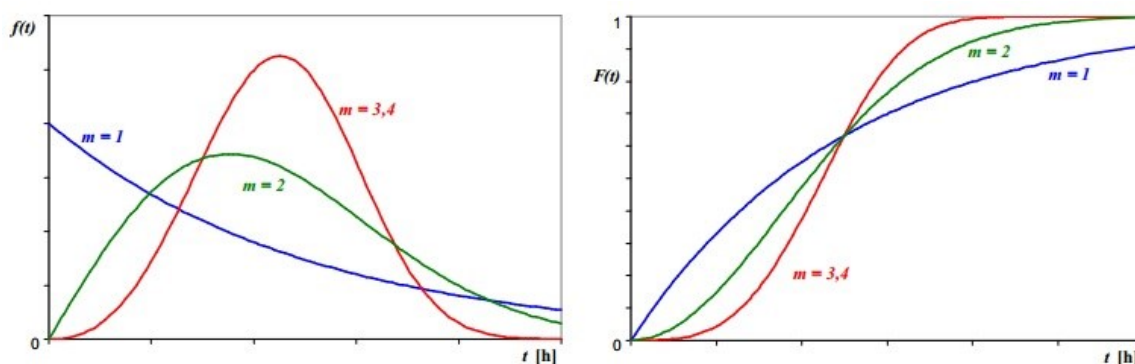 f(t)
m = 1
m = 3,4
m = 2
0
t [h]
1
F(t)
m = 2
m = 1
m = 3,4
0
t [h]